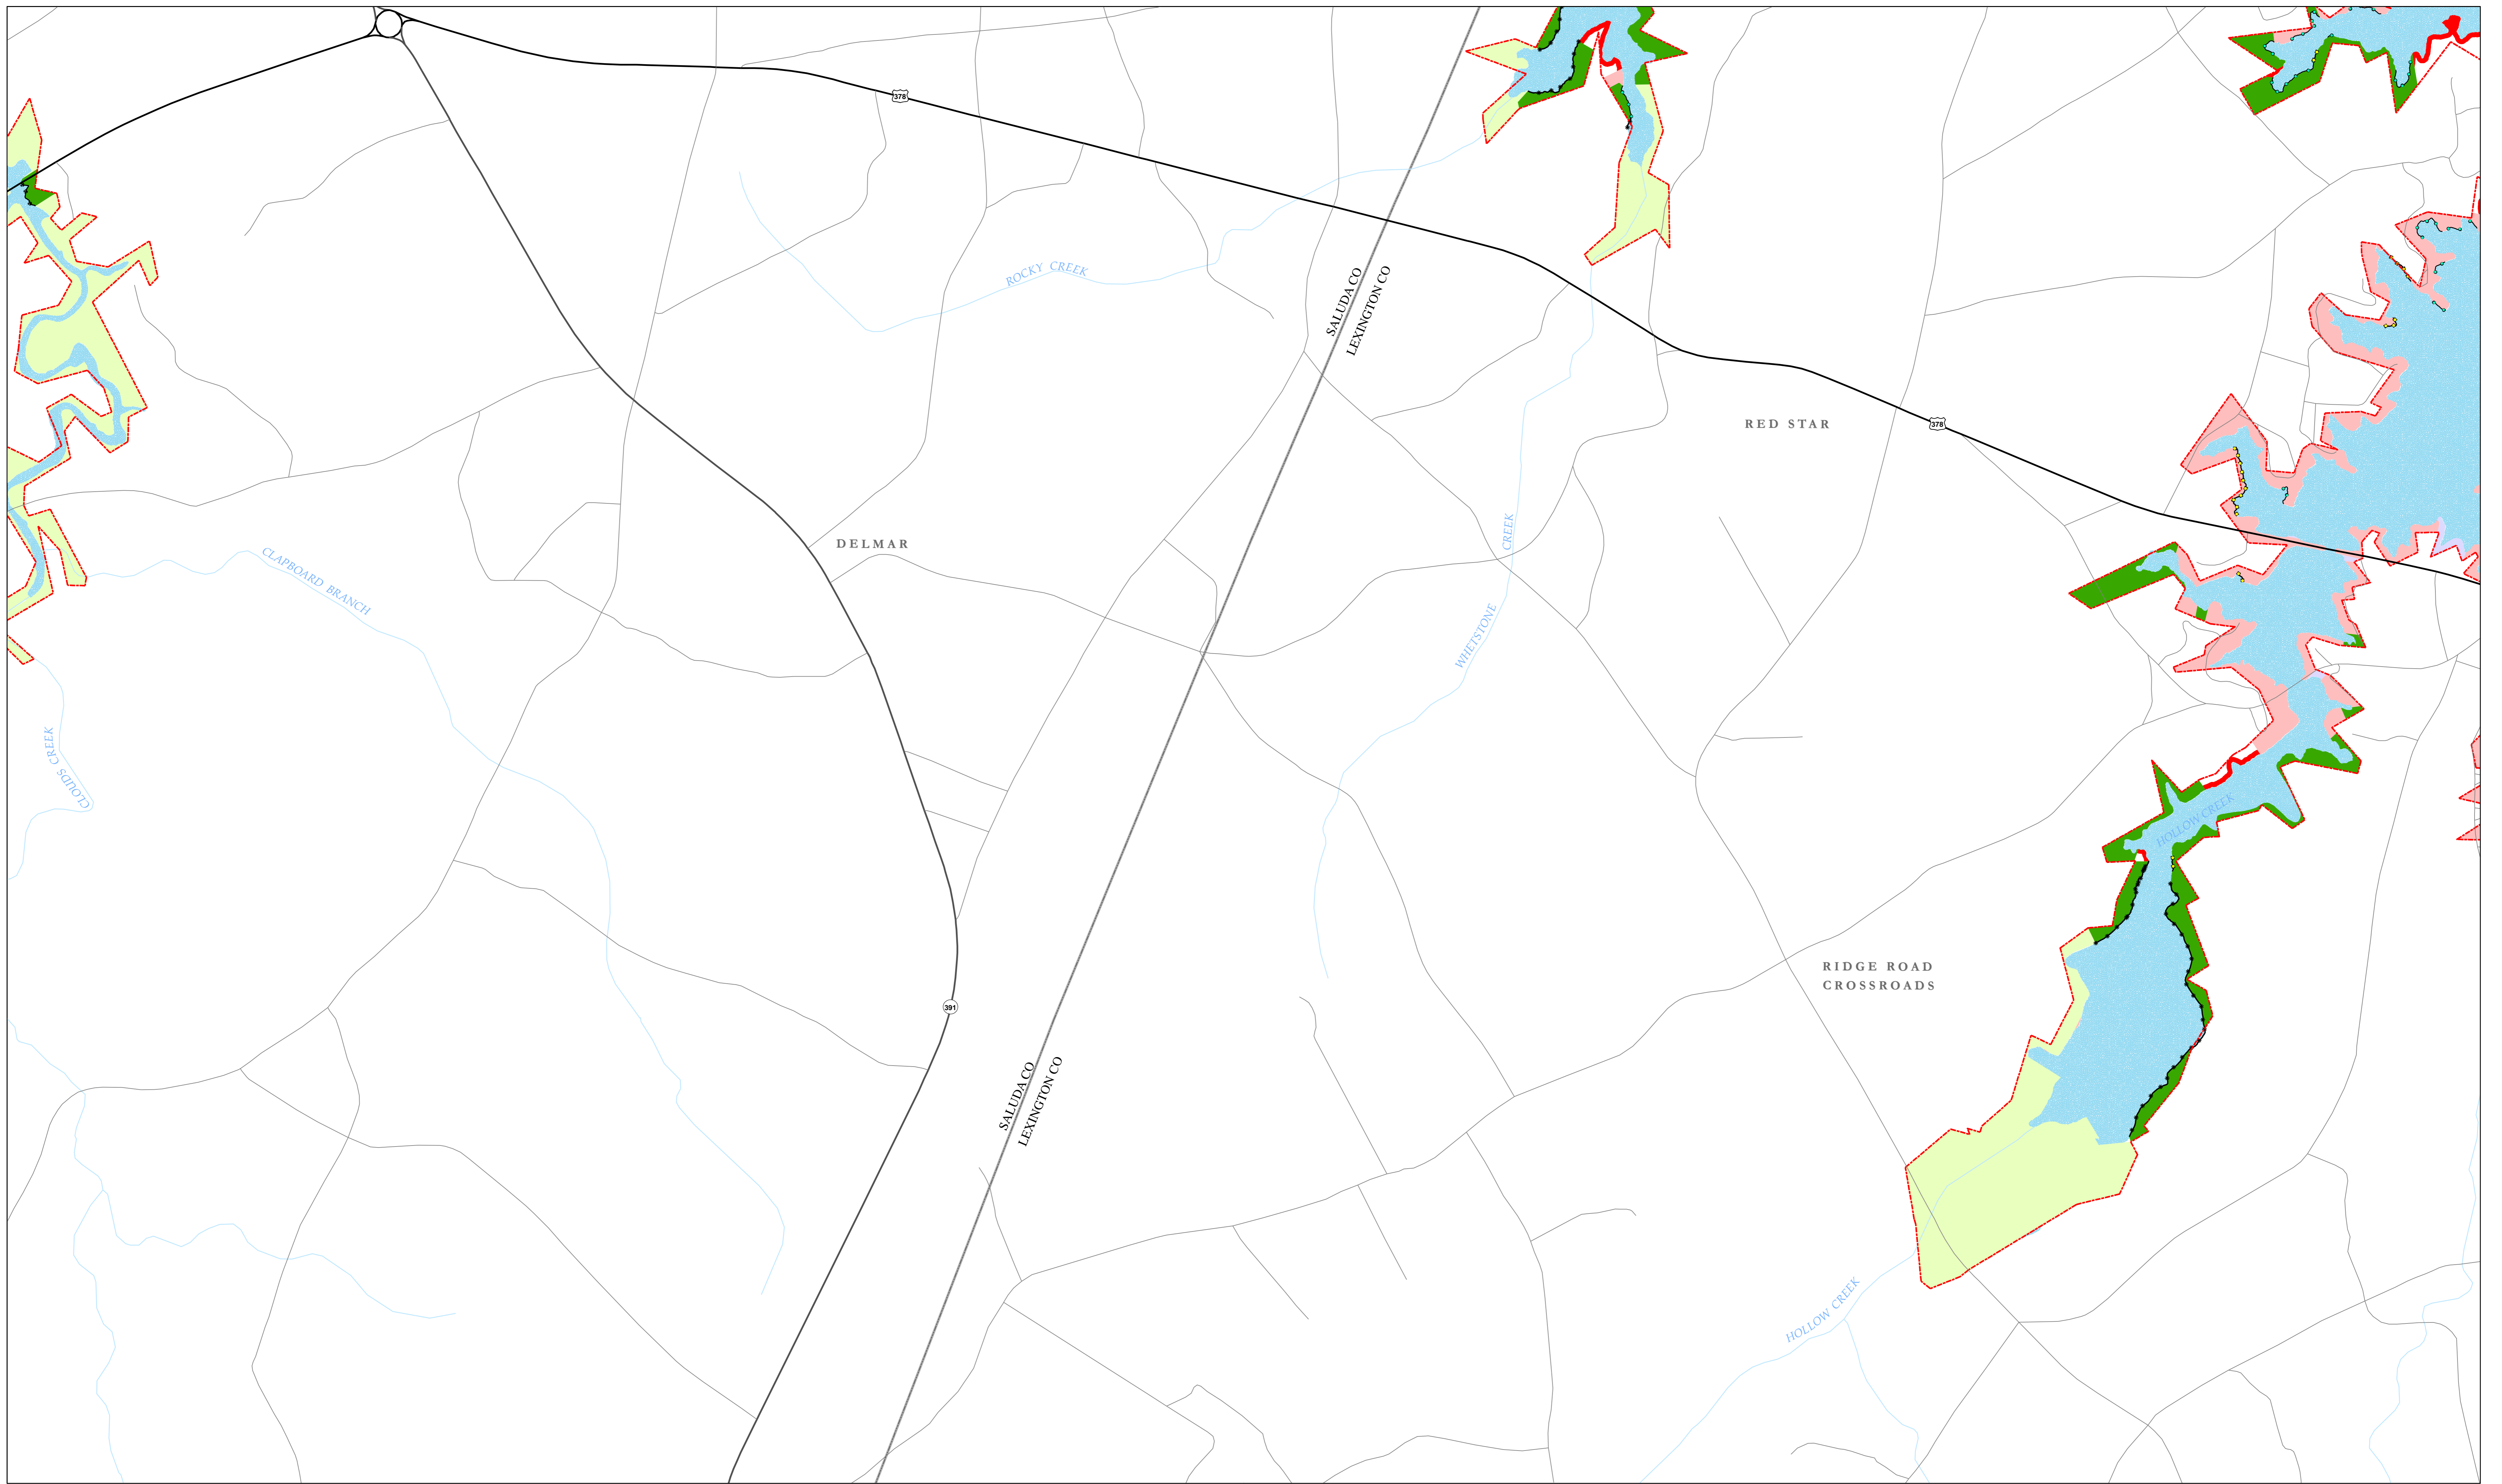 378
ROCKY CREEK
SALUDA CO
LEXINGTON CO
RED STAR
378
DELMAR
CREEK
WHETSTONE
CLAPBOARD BRANCH
CLOUDS CREEK
HOLLOW CREEK
RIDGE ROAD
CROSSROADS
391
SALUDA CO
LEXINGTON CO
HOLLOW CREEK